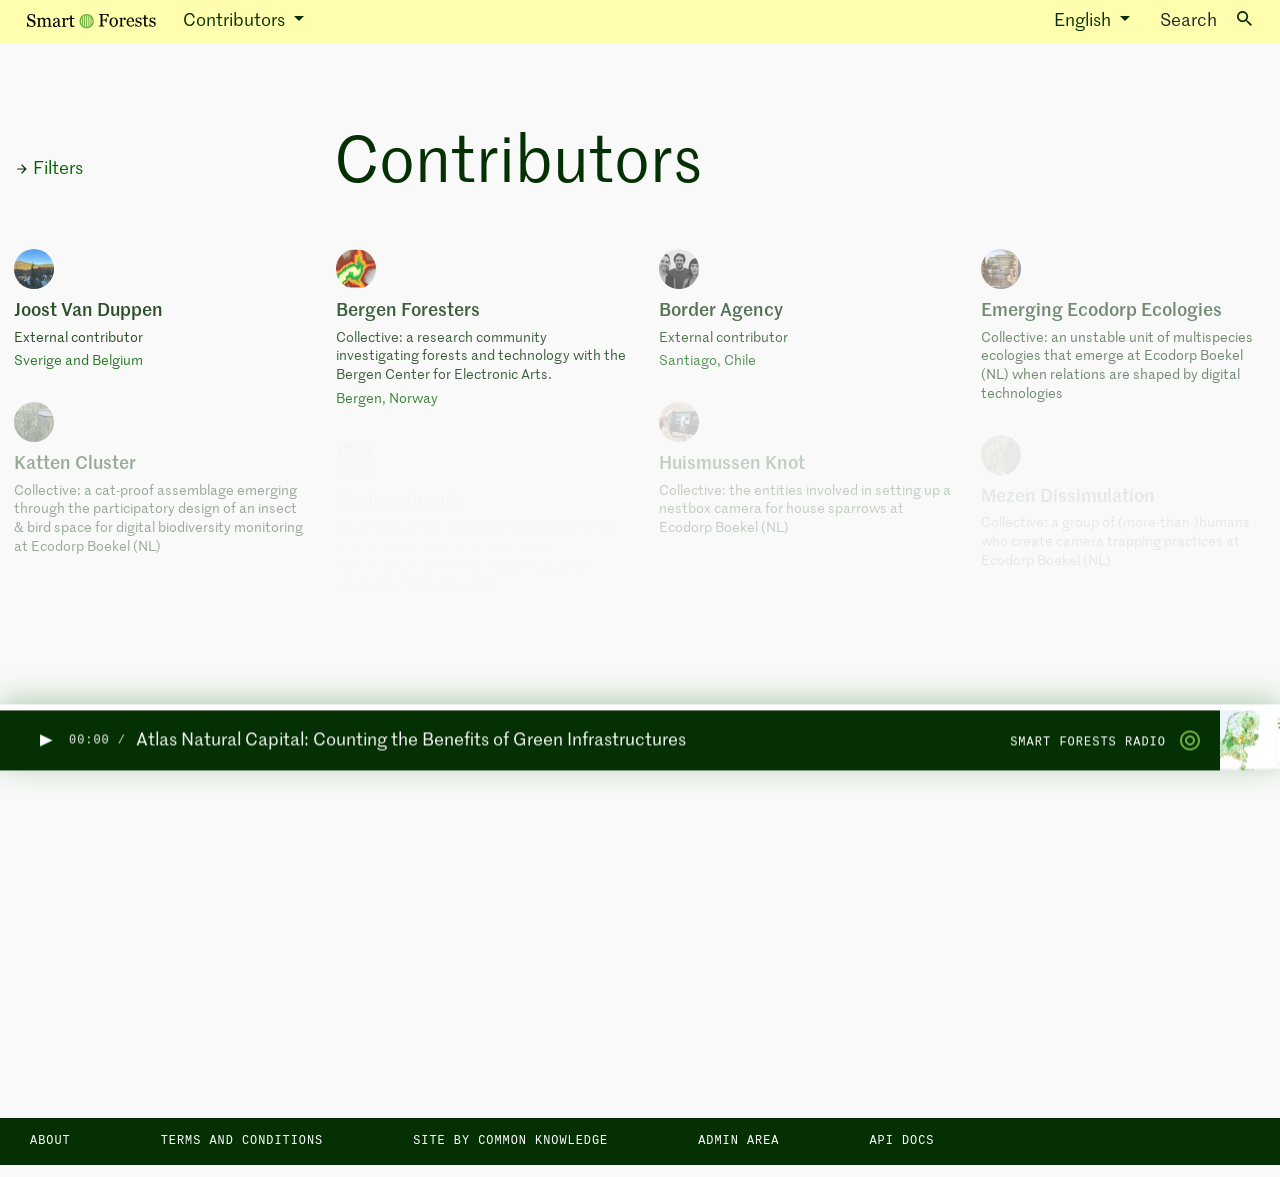 Smart Forests
Contributors
English
Search
Filters
Contributors
Joost Van Duppen
External contributor
Sverige and Belgium
Bergen Foresters
Collective: a research community
investigating forests and technology with the
Bergen Center for Electronic Arts.
Bergen, Norway
Border Agency
External contributor
Santiago, Chile
Emerging Ecodorp Ecologies
Collective: an unstable unit of multispecies
ecologies that emerge at Ecodorp Boekel
(NL) when relations are shaped by digital
technologies
Katten Cluster
Collective: a cat-proof assemblage emerging
through the participatory design of an insect
& bird space for digital biodiversity monitoring
at Ecodorp Boekel (NL)
Huismussen Knot
Collective: the entities involved in setting up a
nestbox camera for house sparrows at
Ecodorp Boekel (NL)
Mezen Dissimulation
Collective: a group of (more-than-)humans
who create camera trapping practices at
Ecodorp Boekel (NL)
00:00 / Atlas Natural Capital: Counting the Benefits of Green Infrastructures
SMART FORESTS RADIO
ABOUT
TERMS AND CONDITIONS
SITE BY COMMON KNOWLEDGE
ADMIN AREA
API DOCS